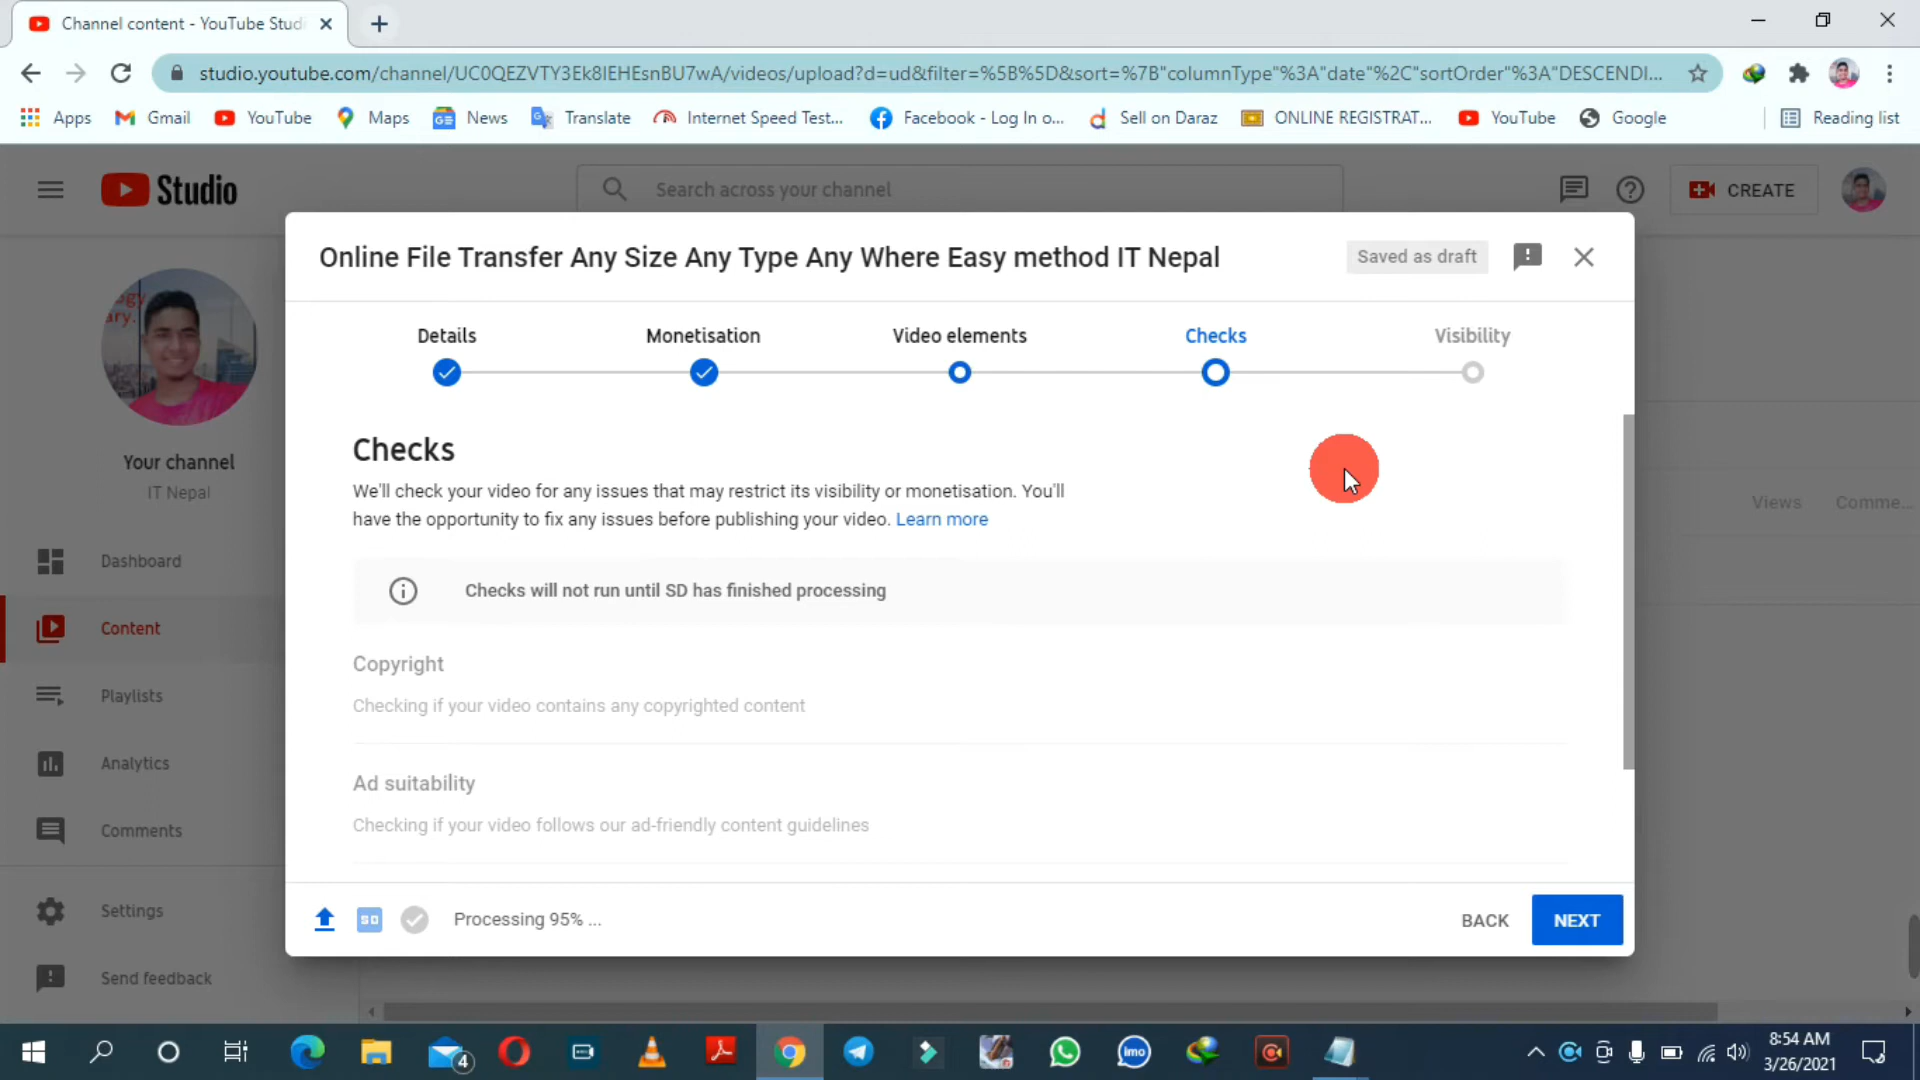 Channel content - YouTube Studi
studio.youtube.com/channel/UC0QEZVTY3Ek8IEHEsnBU7wA/videos/upload?d=ud&filter=%5B%5D&sort=%7B"columnType"%3A"date"%2C"sortOrder"%3A"DESCENDI...
Apps
Gmail
YouTube
Maps
News
Translate
Internet Speed Test...
Facebook - Log In o...
Sell on Daraz
ONLINE REGISTRAT...
YouTube
Google
Reading list
Studio
Search across your channel
CREATE
Online File Transfer Any Size Any Type Any Where Easy method IT Nepal
Saved as draft
Details
Monetisation
Video elements
Checks
Visibility
Your channel
IT Nepal
Dashboard
Content
Playlists
Analytics
Comments
Settings
Send feedback
Checks
We'll check your video for any issues that may restrict its visibility or monetisation. You'll
have the opportunity to fix any issues before publishing your video. Learn more
Checks will not run until SD has finished processing
Copyright
Checking if your video contains any copyrighted content
Ad suitability
Checking if your video follows our ad-friendly content guidelines
Views
Comme...
SD
Processing 95% ...
BACK
NEXT
4
imo
8:54 AM
3/26/2021